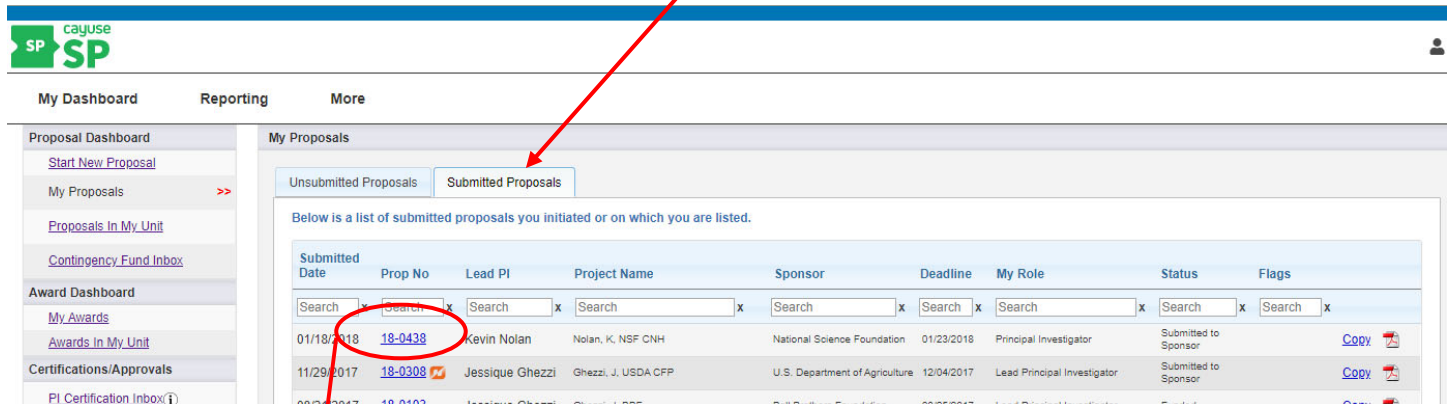 SP cayuse SP
My Dashboard Reporting More
Proposal Dashboard
Start New Proposal
My Proposals >>
Proposals In My Unit
Contingency Fund Inbox
Award Dashboard
My Awards
Awards In My Unit
Certifications/Approvals
PI Certification Inbox i
My Proposals
Unsubmitted Proposals Submitted Proposals
Below is a list of submitted proposals you initiated or on which you are listed.
Submitted Date Prop No Lead PI Project Name Sponsor Deadline My Role Status Flags
Search x Search x Search x Search x Search x Search x Search x Search x Search x
01/18/2018 18-0438 Kevin Nolan Nolan, K, NSF CNH National Science Foundation 01/23/2018 Principal Investigator Submitted to Sponsor Copy
11/29/2017 18-0308 Jessique Ghezzi Ghezzi, J, USDA CFP U.S. Department of Agriculture 12/04/2017 Lead Principal Investigator Submitted to Sponsor Copy